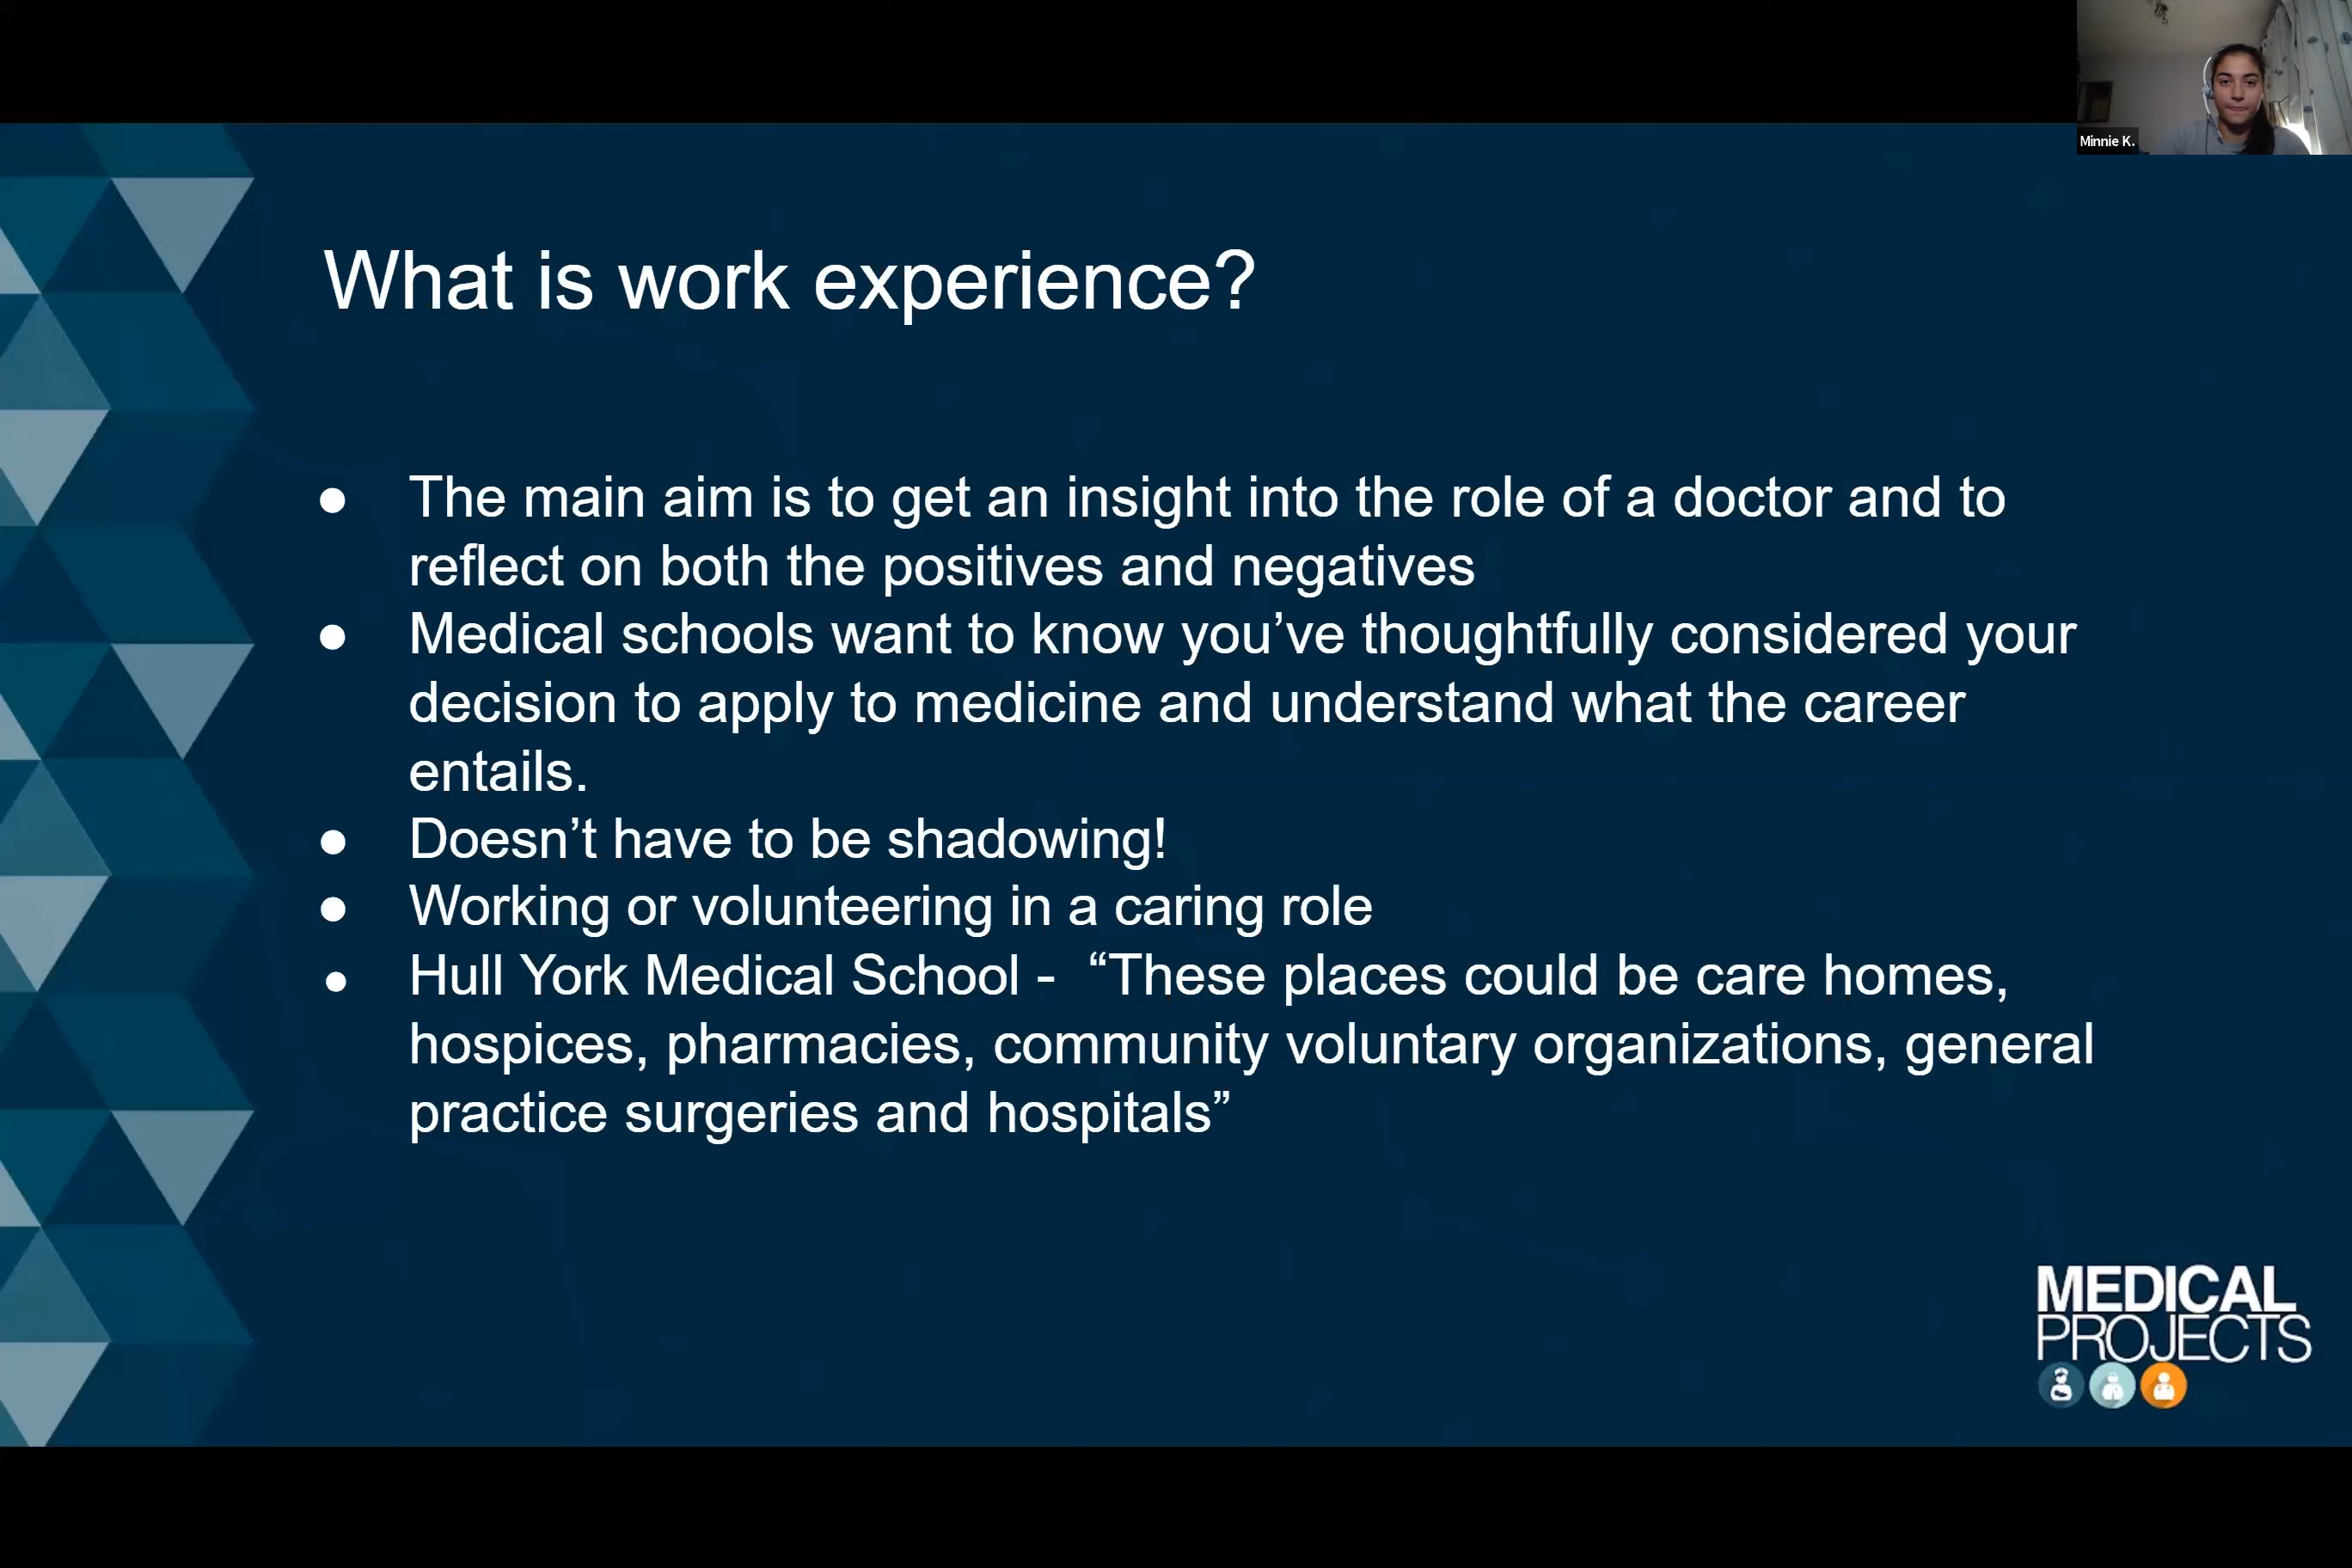 Minnie K.
What is work experience?
● The main aim is to get an insight into the role of a doctor and to
reflect on both the positives and negatives
● Medical schools want to know you’ve thoughtfully considered your
decision to apply to medicine and understand what the career
entails.
● Doesn’t have to be shadowing!
● Working or volunteering in a caring role
● Hull York Medical School - “These places could be care homes,
hospices, pharmacies, community voluntary organizations, general
practice surgeries and hospitals”
MEDICAL
PROJECTS